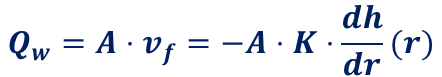 Q_w = A · v_f = −A · K · dh/dr (r)